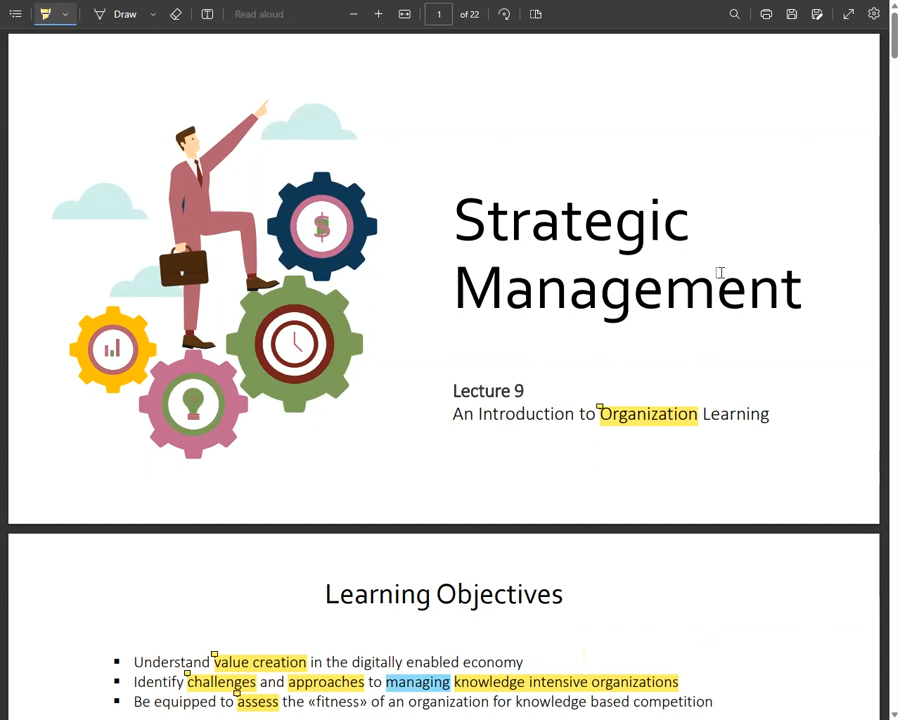 Draw
Read aloud
1 of 22
Strategic
Management
Lecture 9
An Introduction to Organization Learning
Learning Objectives
▪ Understand value creation in the digitally enabled economy
▪ Identify challenges and approaches to managing knowledge intensive organizations
▪ Be equipped to assess the «fitness» of an organization for knowledge based competition